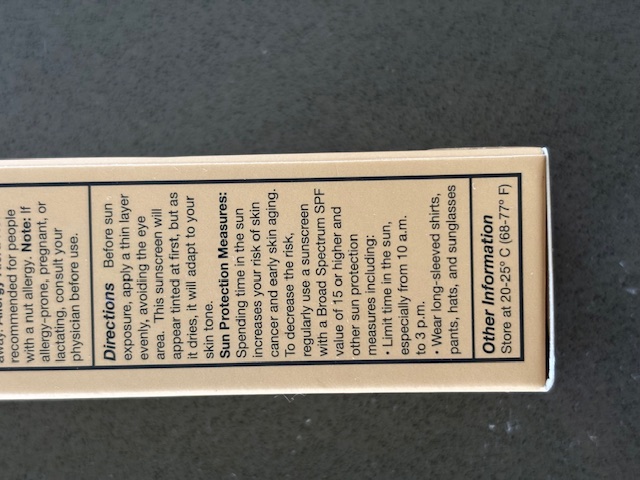 recommended for people
with a nut allergy. Note: If
allergy-prone, pregnant, or
lactating, consult your
physician before use.
Directions Before sun
exposure, apply a thin layer
evenly, avoiding the eye
area. This sunscreen will
appear tinted at first, but as
it dries, it will adapt to your
skin tone.
Sun Protection Measures:
Spending time in the sun
increases your risk of skin
cancer and early skin aging.
To decrease the risk,
regularly use a sunscreen
with a Broad Spectrum SPF
value of 15 or higher and
other sun protection
measures including:
• Limit time in the sun,
especially from 10 a.m.
to 3 p.m.
• Wear long-sleeved shirts,
pants, hats, and sunglasses
Other Information
Store at 20-25º C (68-77º F)